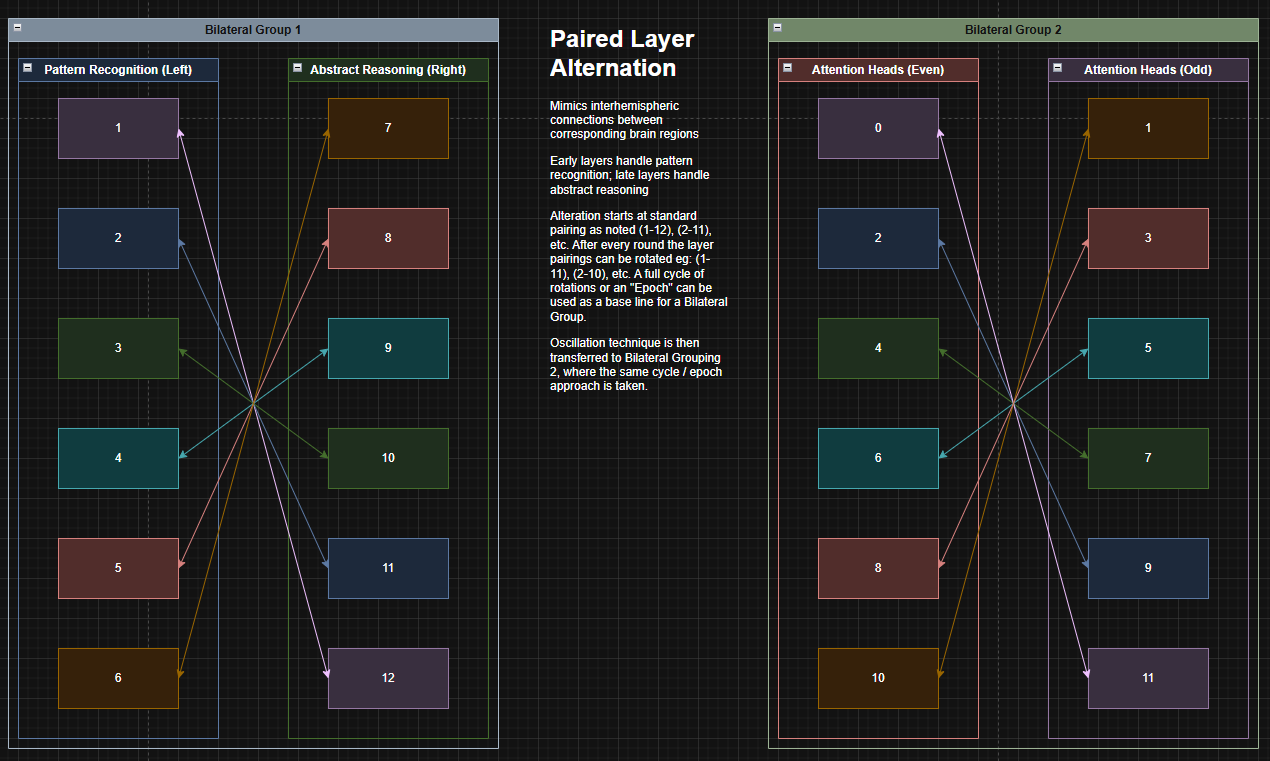 Bilateral Group 1
Pattern Recognition (Left)
Abstract Reasoning (Right)
1
7
2
8
3
9
4
10
5
11
6
12
Paired Layer
Alternation
Mimics interhemispheric
connections between
corresponding brain regions
Early layers handle pattern
recognition; late layers handle
abstract reasoning
Alteration starts at standard
pairing as noted (1-12), (2-11),
etc. After every round the layer
pairings can be rotated eg: (1-
11), (2-10), etc. A full cycle of
rotations or an "Epoch" can be
used as a base line for a Bilateral
Group.
Oscillation technique is then
transferred to Bilateral Grouping
2, where the same cycle / epoch
approach is taken.
Bilateral Group 2
Attention Heads (Even)
Attention Heads (Odd)
0
1
2
3
4
5
6
7
8
9
10
11